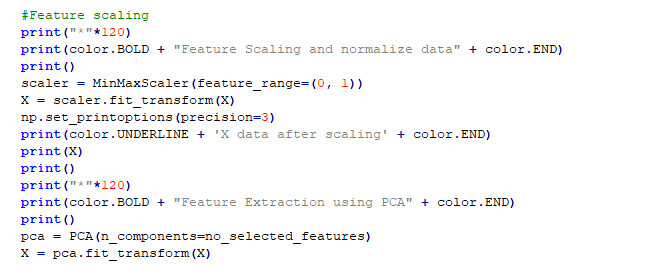 #Feature scaling
print("*"*120)
print(color.BOLD + "Feature Scaling and normalize data" + color.END)
print()
scaler = MinMaxScaler(feature_range=(0, 1))
X = scaler.fit_transform(X)
np.set_printoptions(precision=3)
print(color.UNDERLINE + 'X data after scaling' + color.END)
print(X)
print()
print("*"*120)
print(color.BOLD + "Feature Extraction using PCA" + color.END)
print()
pca = PCA(n_components=no_selected_features)
X = pca.fit_transform(X)